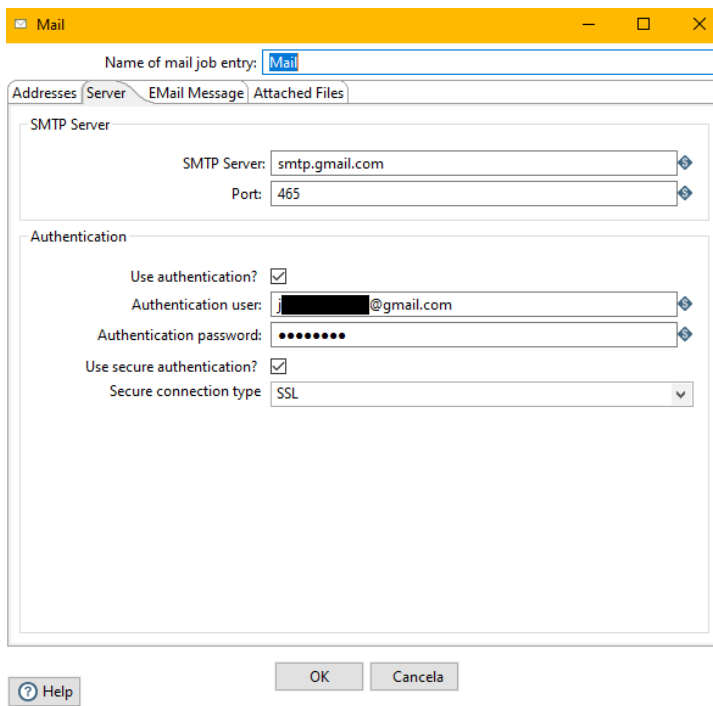 Mail
Name of mail job entry: Mail
Addresses Server EMail Message Attached Files
SMTP Server
SMTP Server: smtp.gmail.com
Port: 465
Authentication
Use authentication?
Authentication user: j @gmail.com
Authentication password: ●●●●●●●●
Use secure authentication?
Secure connection type SSL
OK Cancela
Help